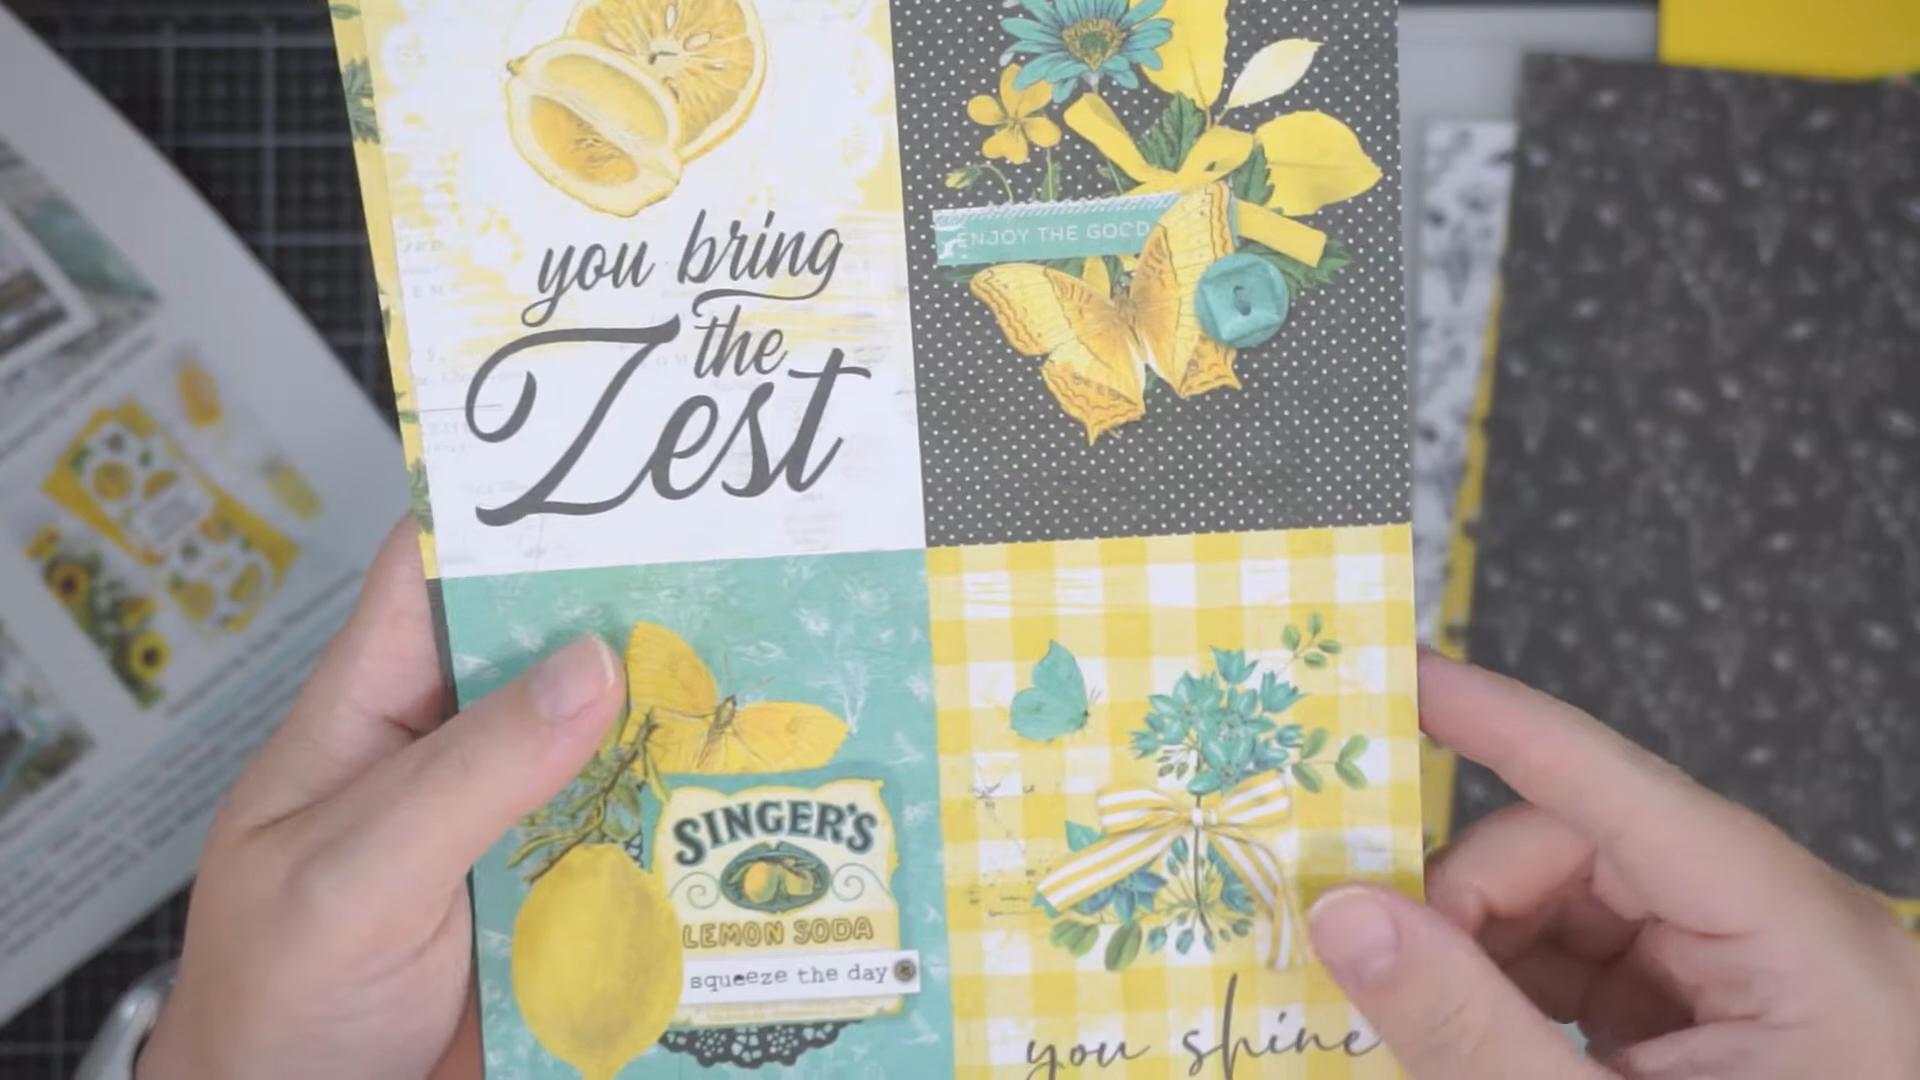 you bring
the
Zest
ENJOY THE GOOD
SINGER'S
LEMON SODA
squeeze the day
you shine